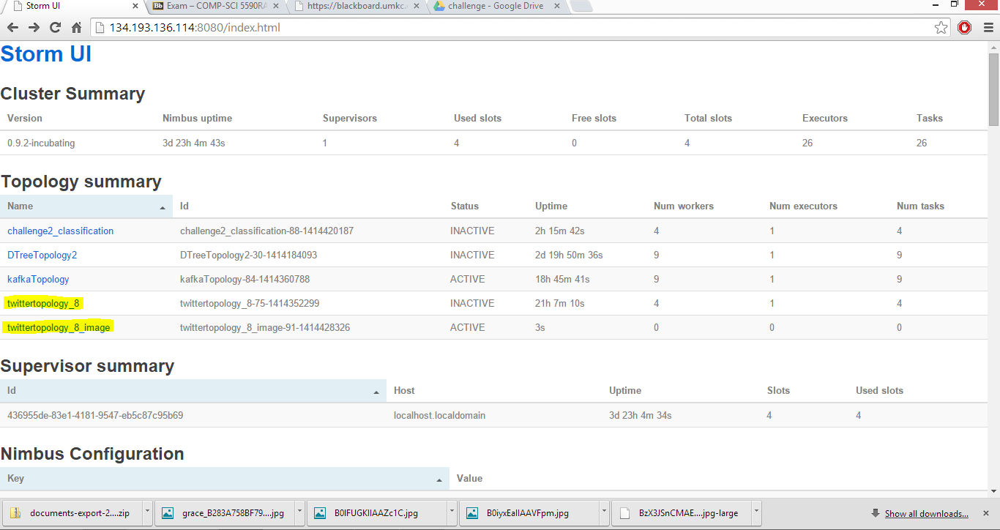 Storm UI
Exam – COMP-SCI 5590RA
https://blackboard.umkc.
challenge - Google Drive
134.193.136.114:8080/index.html
Storm UI
Cluster Summary
Version Nimbus uptime Supervisors Used slots Free slots Total slots Executors Tasks
0.9.2-incubating 3d 23h 4m 43s 1 4 0 4 26 26
Topology summary
Name Id Status Uptime Num workers Num executors Num tasks
challenge2_classification challenge2_classification-88-1414420187 INACTIVE 2h 15m 42s 4 1 4
DTreeTopology2 DTreeTopology2-30-1414184093 INACTIVE 2d 19h 50m 36s 9 1 9
kafkaTopology kafkaTopology-84-1414360788 ACTIVE 18h 45m 41s 9 1 9
twittertopology_8 twittertopology_8-75-1414352299 INACTIVE 21h 7m 10s 4 1 4
twittertopology_8_image twittertopology_8_image-91-1414428326 ACTIVE 3s 0 0 0
Supervisor summary
Id Host Uptime Slots Used slots
436955de-83e1-4181-9547-eb5c87c95b69 localhost.localdomain 3d 23h 4m 34s 4 4
Nimbus Configuration
Key Value
documents-export-2....zip grace_B283A758BF79....jpg B0IFUGKIIAAZc1C.jpg B0iyxEaIIAAVFpm.jpg BzX3JSnCMAE....jpg-large Show all downloads...